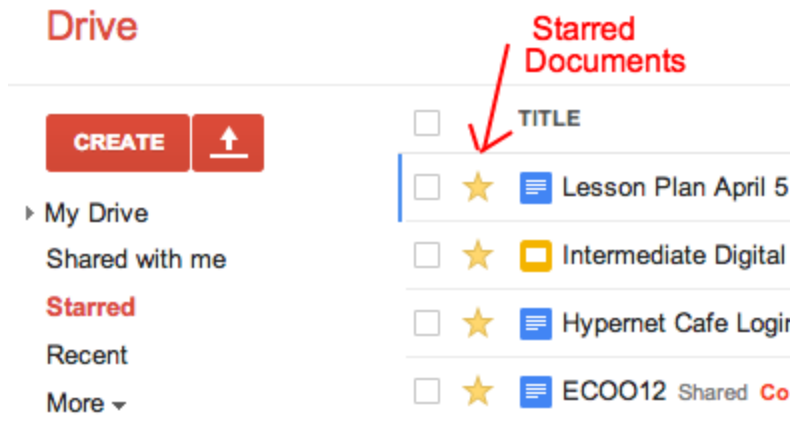 Drive
Starred
Documents
CREATE
TITLE
My Drive
Shared with me
Starred
Recent
More
Lesson Plan April 5
Intermediate Digital
Hypernet Cafe Login
ECOO12 Shared Co